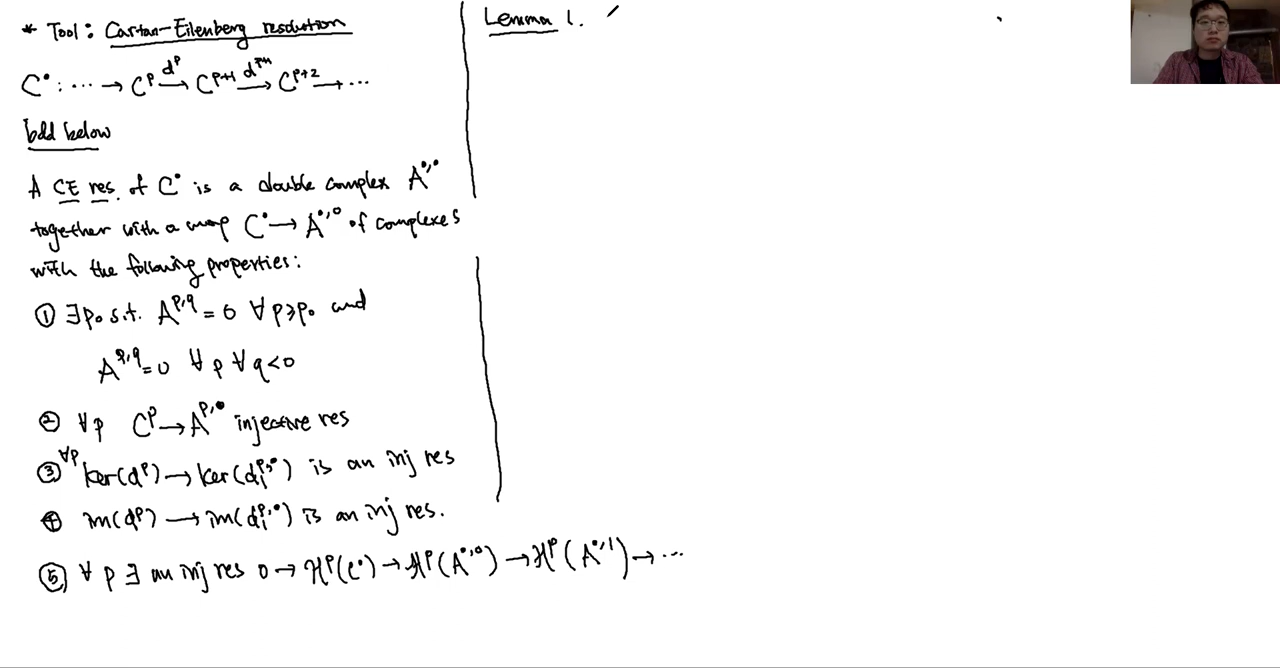 * Tool: Cartan-Eilenberg resolution
C• : ··· → C^p —d^p→ C^{p+1} —d^{p+1}→ C^{p+2} → ···
bdd below
A CE res. of C• is a double complex A^{•,•}
together with a map C• → A^{•,0} of complexes
with the following properties:
① ∃p₀ s.t. A^{p,q} = 0 ∀p≥p₀ and
A^{p,q} = 0 ∀p ∀q<0
② ∀p C^p → A^{p,•} injective res
③ ∀p ker(d^p) → ker(d₁^{p,•}) is an inj res
④ im(d^p) → im(d₁^{p,•}) is an inj res.
⑤ ∀p ∃ an inj res 0 → H^p(C•) → H^p(A^{•,0}) → H^p(A^{•,1}) → ···
Lemma 1.